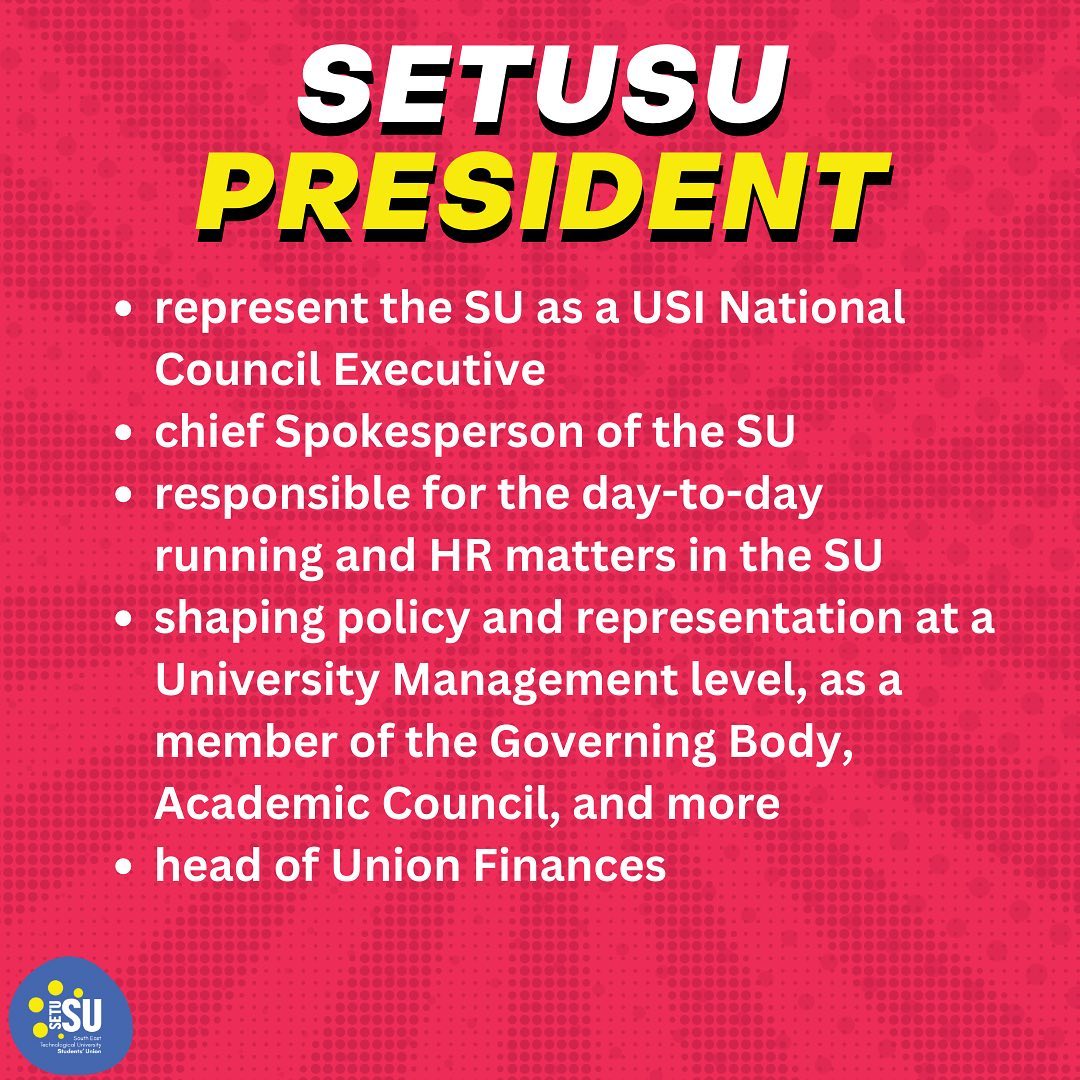 SETUSU
PRESIDENT
• represent the SU as a USI National
Council Executive
• chief Spokesperson of the SU
• responsible for the day-to-day
running and HR matters in the SU
• shaping policy and representation at a
University Management level, as a
member of the Governing Body,
Academic Council, and more
• head of Union Finances
SETU
SU
South East
Technological University
Students' Union